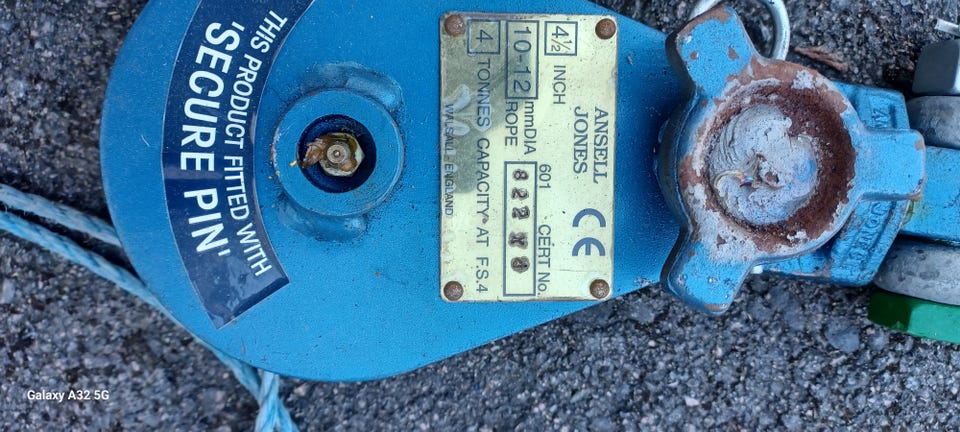 THIS PRODUCT FITTED WITH
'SECURE PIN'
ANSELL
JONES
CE
4½ INCH
601 CERT No.
10-12 mmDIA
ROPE
4 TONNES CAPACITY AT F.S.4
WALSALL - ENGLAND
Galaxy A32 5G